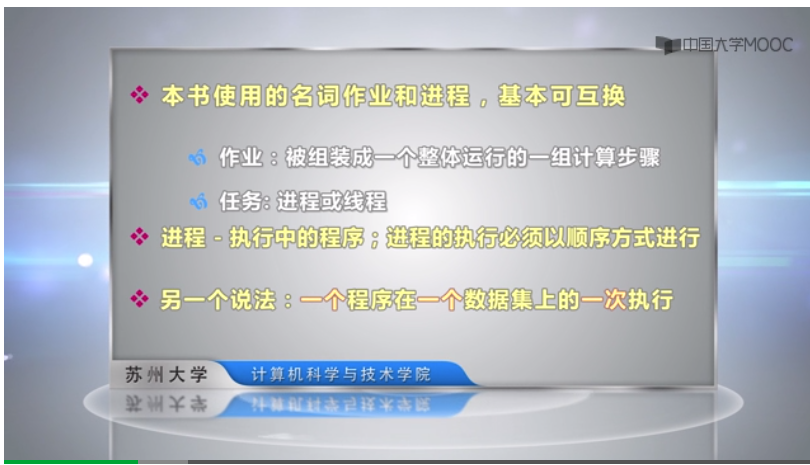 中国大学MOOC
本书使用的名词作业和进程，基本可互换
作业：被组装成一个整体运行的一组计算步骤
任务: 进程或线程
进程 - 执行中的程序；进程的执行必须以顺序方式进行
另一个说法：一个程序在一个数据集上的一次执行
苏州大学 计算机科学与技术学院